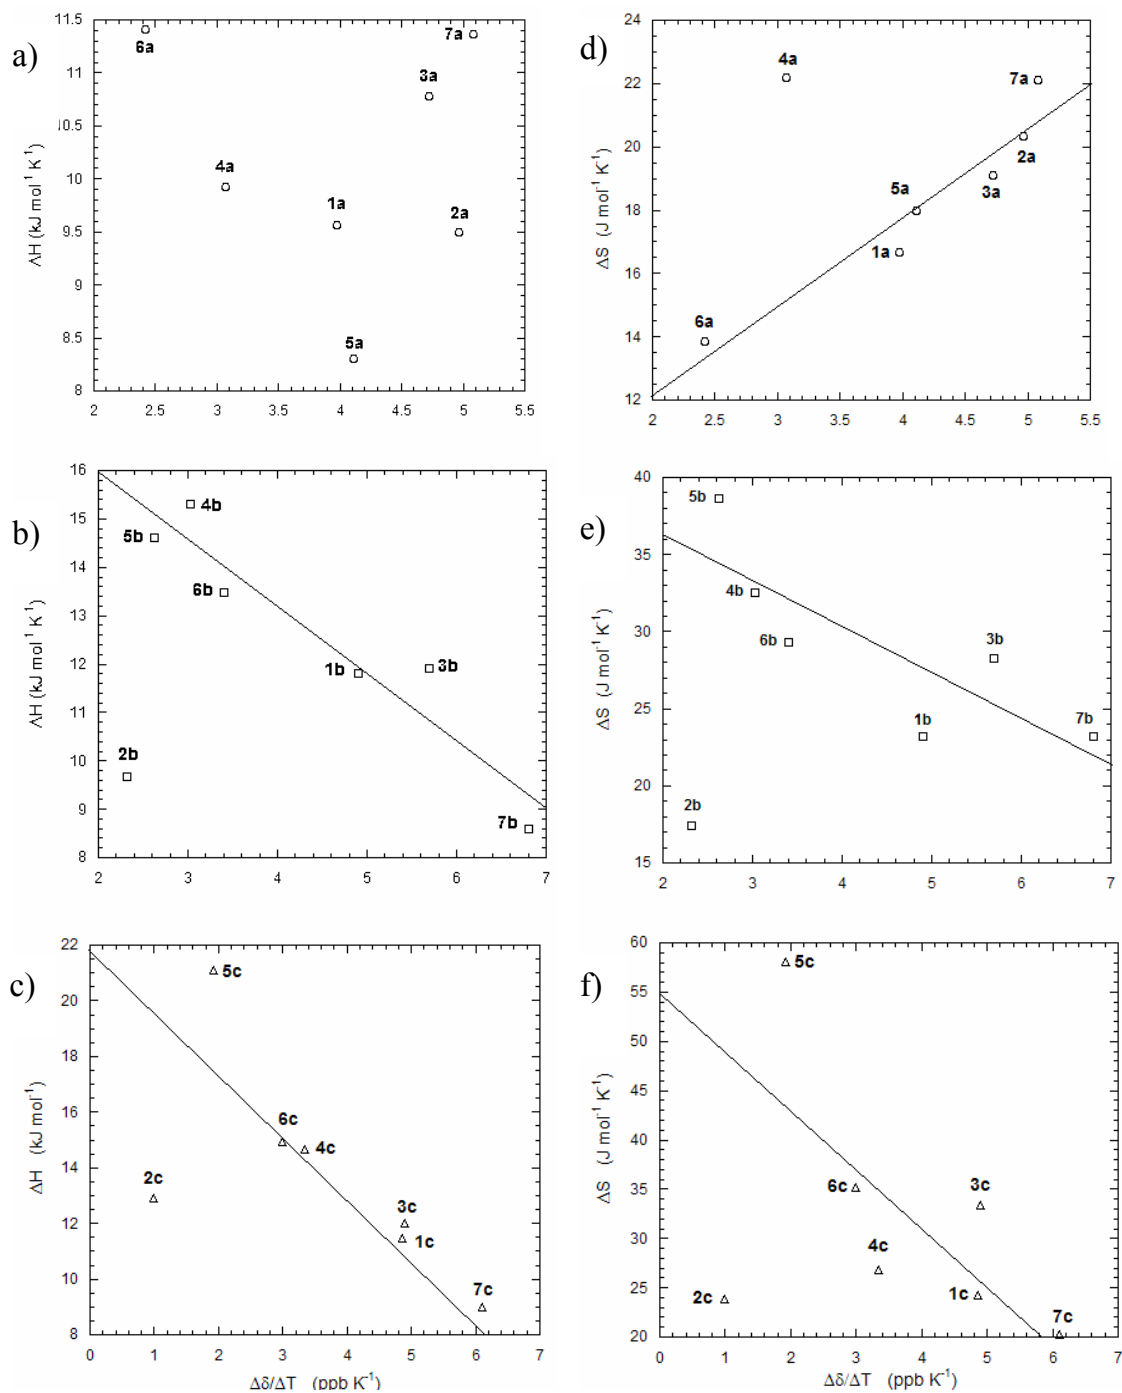 a)
ΔH (kJ mol⁻¹ K⁻¹)
11.5
11
10.5
10
9.5
9
8.5
8
6a
7a
3a
4a
1a
2a
5a
2 2.5 3 3.5 4 4.5 5 5.5
d)
ΔS (J mol⁻¹ K⁻¹)
24
22
20
18
16
14
12
4a
7a
2a
3a
5a
1a
6a
2 2.5 3 3.5 4 4.5 5 5.5
b)
ΔH (kJ mol⁻¹ K⁻¹)
16
15
14
13
12
11
10
9
8
4b
5b
6b
1b
3b
2b
7b
2 3 4 5 6 7
e)
ΔS (J mol⁻¹ K⁻¹)
40
35
30
25
20
15
5b
4b
6b
3b
1b
7b
2b
2 3 4 5 6 7
c)
ΔH (kJ mol⁻¹)
22
20
18
16
14
12
10
8
5c
6c
4c
2c
3c
1c
7c
0 1 2 3 4 5 6 7
Δδ/ΔT (ppb K⁻¹)
f)
ΔS (J mol⁻¹ K⁻¹)
60
55
50
45
40
35
30
25
20
5c
6c
3c
4c
2c
1c
7c
0 1 2 3 4 5 6 7
Δδ/ΔT (ppb K⁻¹)